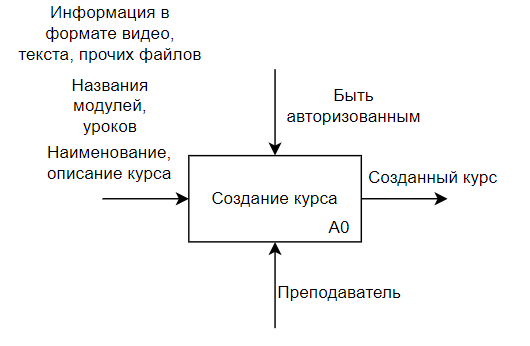 Информация в
формате видео,
текста, прочих файлов
Названия
модулей,
уроков
Наименование,
описание курса
Быть
авторизованным
Создание курса
A0
Созданный курс
Преподаватель